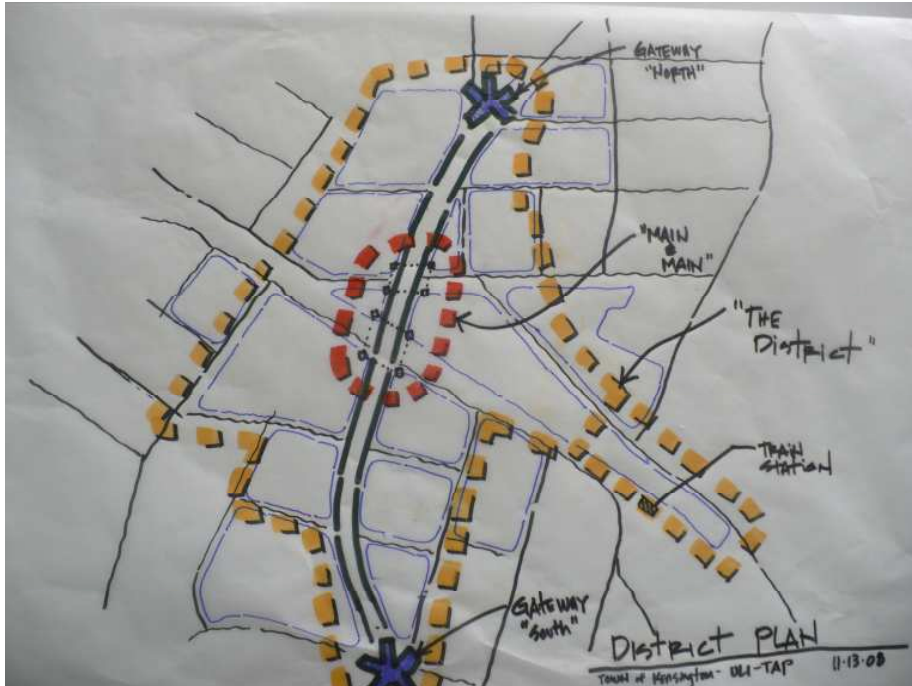 GATEWAY
"NORTH"
"MAIN
&
MAIN"
"THE
District"
TRAIN
STATION
GATEWAY
"South"
District PLAN
TOWN of Kensington - ULI-TAP 11·13·08